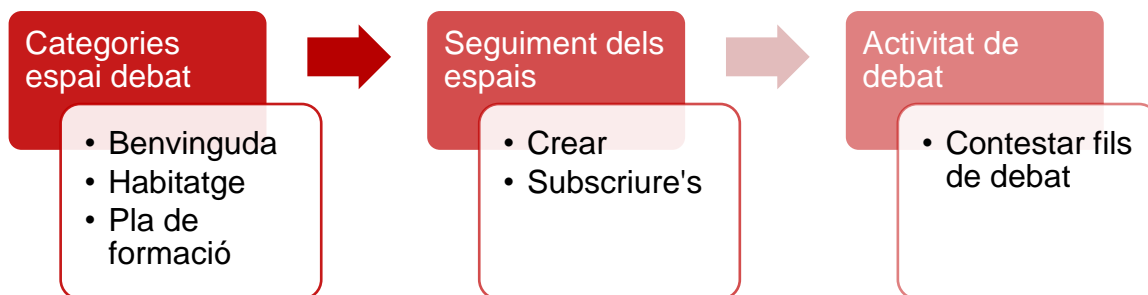 Categories
espai debat
• Benvinguda
• Habitatge
• Pla de
formació
Seguiment dels
espais
• Crear
• Subscriure's
Activitat de
debat
• Contestar fils
de debat